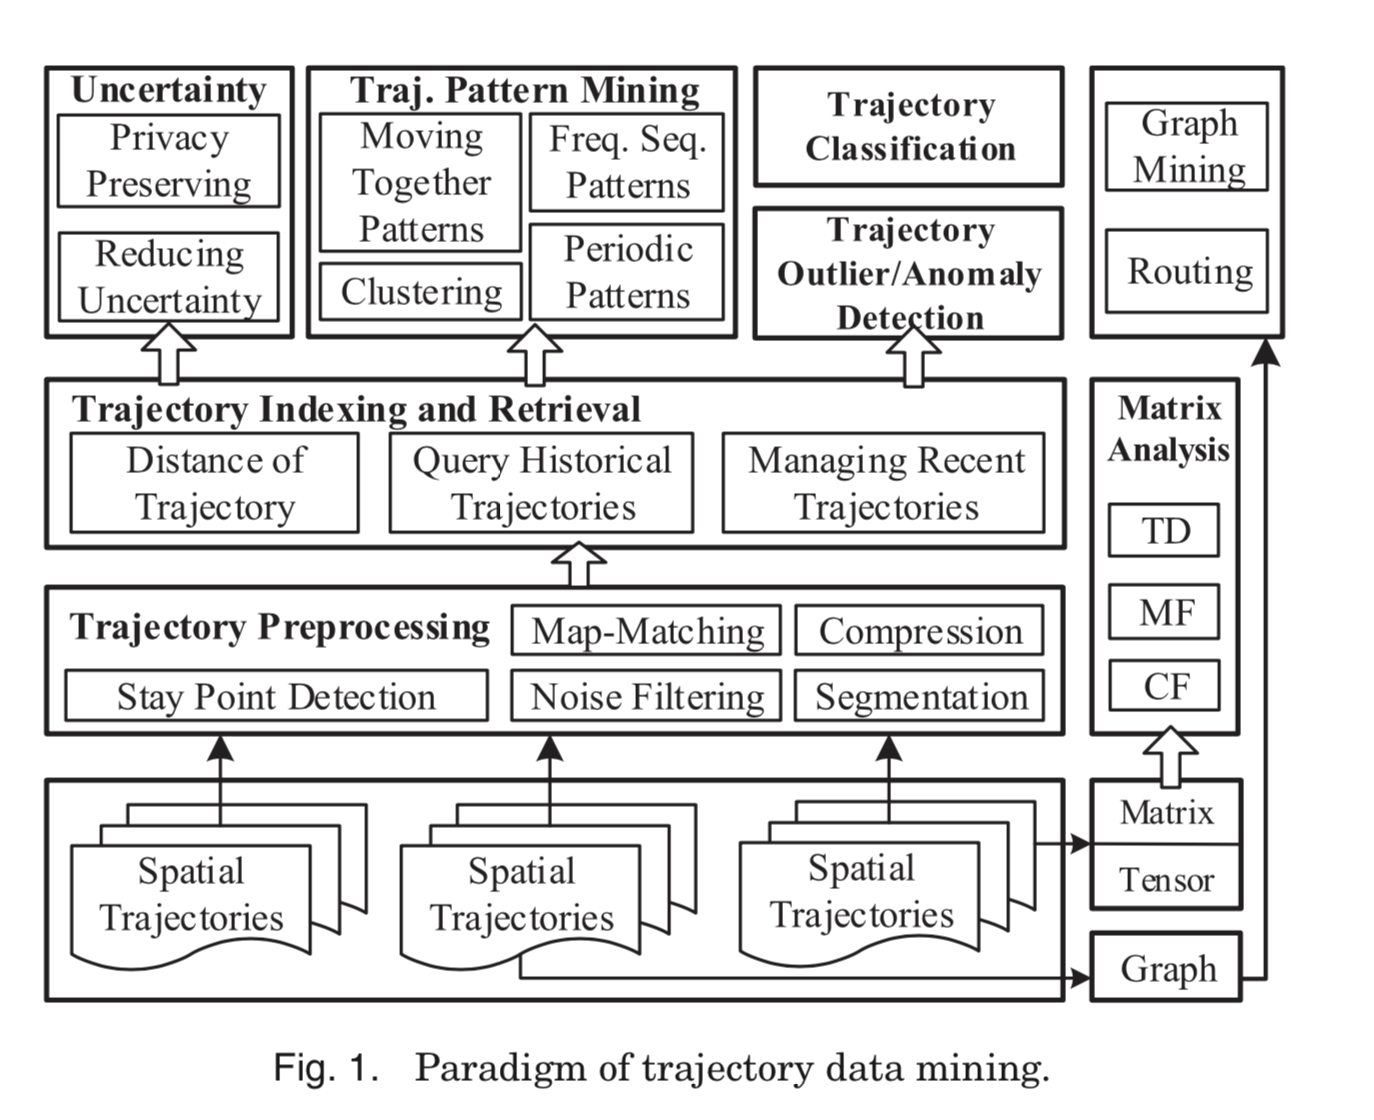 Uncertainty
Privacy
Preserving
Reducing
Uncertainty
Traj. Pattern Mining
Moving
Together
Patterns
Clustering
Freq. Seq.
Patterns
Periodic
Patterns
Trajectory
Classification
Trajectory
Outlier/Anomaly
Detection
Graph
Mining
Routing
Trajectory Indexing and Retrieval
Distance of
Trajectory
Query Historical
Trajectories
Managing Recent
Trajectories
Matrix
Analysis
TD
MF
CF
Trajectory Preprocessing
Map-Matching
Compression
Stay Point Detection
Noise Filtering
Segmentation
Spatial
Trajectories
Spatial
Trajectories
Spatial
Trajectories
Matrix
Tensor
Graph
Fig. 1. Paradigm of trajectory data mining.